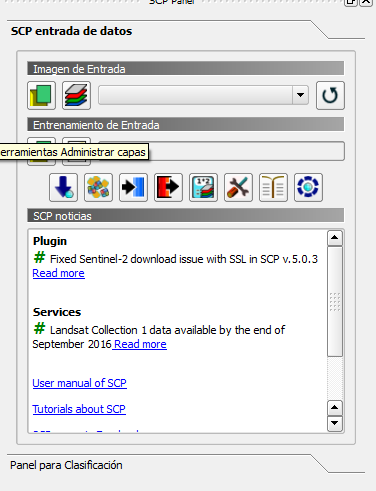 SCP Panel
SCP entrada de datos
Imagen de Entrada
Entrenamiento de Entrada
erramientas Administrar capas
1*2
SCP noticias
Plugin
# Fixed Sentinel-2 download issue with SSL in SCP v.5.0.3
Read more
Services
# Landsat Collection 1 data available by the end of
September 2016 Read more
User manual of SCP
Tutorials about SCP
Panel para Clasificación